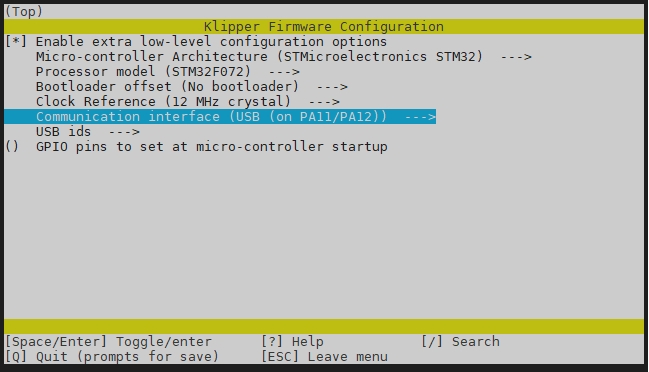 (Top)
Klipper Firmware Configuration
[*] Enable extra low-level configuration options
Micro-controller Architecture (STMicroelectronics STM32)  --->
Processor model (STM32F072)  --->
Bootloader offset (No bootloader)  --->
Clock Reference (12 MHz crystal)  --->
Communication interface (USB (on PA11/PA12))  --->
USB ids  --->
()  GPIO pins to set at micro-controller startup
[Space/Enter] Toggle/enter      [?] Help            [/] Search
[Q] Quit (prompts for save)     [ESC] Leave menu